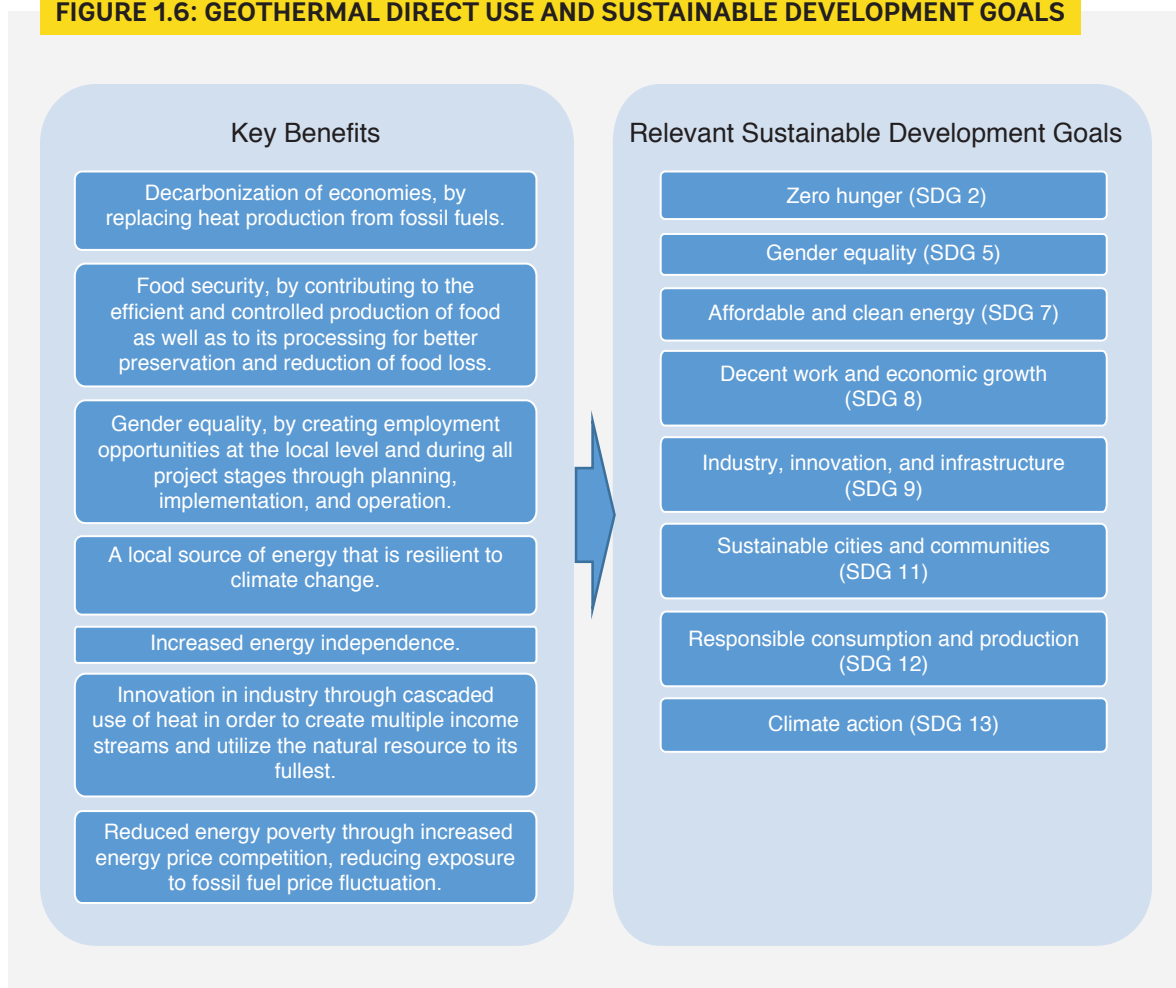 FIGURE 1.6: GEOTHERMAL DIRECT USE AND SUSTAINABLE DEVELOPMENT GOALS
Key Benefits
Decarbonization of economies, by
replacing heat production from fossil fuels.
Food security, by contributing to the
efficient and controlled production of food
as well as to its processing for better
preservation and reduction of food loss.
Gender equality, by creating employment
opportunities at the local level and during all
project stages through planning,
implementation, and operation.
A local source of energy that is resilient to
climate change.
Increased energy independence.
Innovation in industry through cascaded
use of heat in order to create multiple income
streams and utilize the natural resource to its
fullest.
Reduced energy poverty through increased
energy price competition, reducing exposure
to fossil fuel price fluctuation.
Relevant Sustainable Development Goals
Zero hunger (SDG 2)
Gender equality (SDG 5)
Affordable and clean energy (SDG 7)
Decent work and economic growth
(SDG 8)
Industry, innovation, and infrastructure
(SDG 9)
Sustainable cities and communities
(SDG 11)
Responsible consumption and production
(SDG 12)
Climate action (SDG 13)